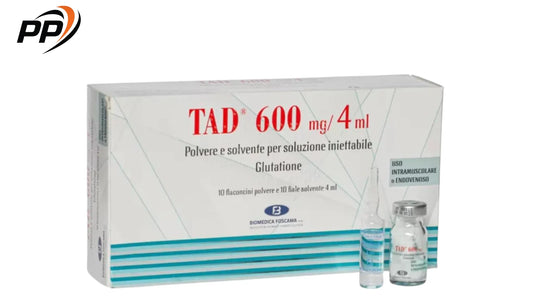 PP
TAD® 600 mg/4 ml
Polvere e solvente per soluzione iniettabile
Glutatione
10 flaconcini polvere e 10 fiale solvente 4 ml
USO
INTRAMUSCOLARE
o ENDOVENOSO
BIOMEDICA FOSCAMA
TAD® 600